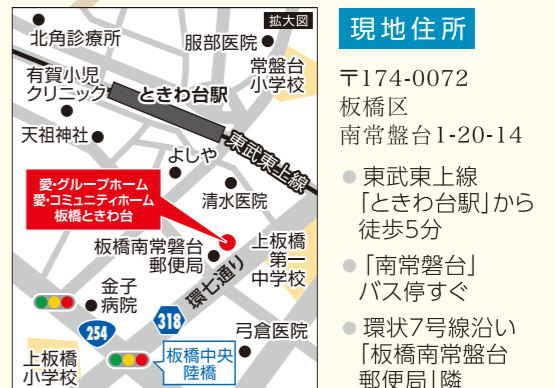 拡大図
北角診療所
服部医院
常盤台
小学校
有賀小児
クリニック
ときわ台駅
天祖神社
東武東上線
よしや
愛・グループホーム
愛・コミュニティホーム
板橋ときわ台
清水医院
板橋南常盤台
郵便局
環七通り
上板橋
第一
中学校
金子
病院
254
318
弓倉医院
上板橋
小学校
板橋中央
陸橋
現地住所
〒174-0072
板橋区
南常盤台1-20-14
東武東上線
「ときわ台駅」から
徒歩5分
「南常盤台」
バス停すぐ
環状7号線沿い
「板橋南常盤台
郵便局」隣